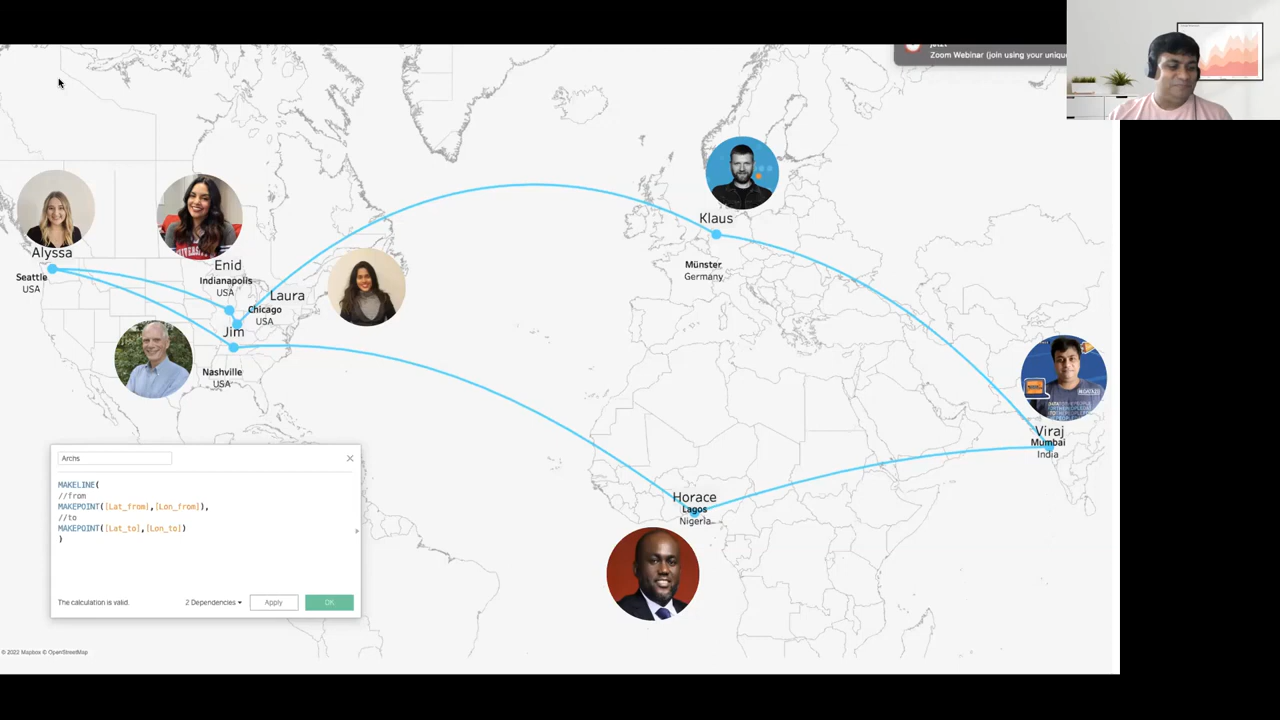 Zoom Webinar (join using your unique
Klaus
Münster
Germany
Alyssa
Seattle
USA
Enid
Indianapolis
USA
Laura
Chicago
USA
Jim
Nashville
USA
Viraj
Mumbai
India
Horace
Lagos
Nigeria
Archs
MAKELINE(
//from
MAKEPOINT([Lat_from],[Lon_from]),
//to
MAKEPOINT([Lat_to],[Lon_to])
)
The calculation is valid.
2 Dependencies
Apply
OK
© 2022 Mapbox © OpenStreetMap